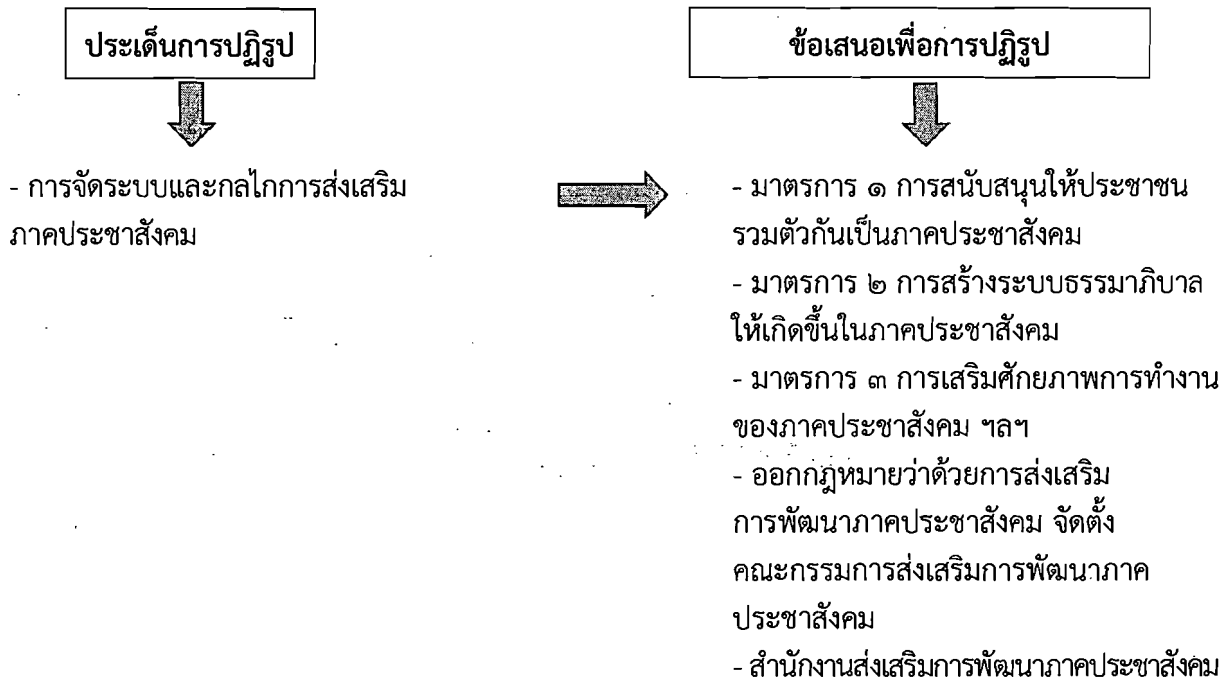 ประเด็นการปฏิรูป
ข้อเสนอเพื่อการปฏิรูป
- การจัดระบบและกลไกการส่งเสริม
ภาคประชาสังคม
- มาตรการ ๑ การสนับสนุนให้ประชาชน
รวมตัวกันเป็นภาคประชาสังคม
- มาตรการ ๒ การสร้างระบบธรรมาภิบาล
ให้เกิดขึ้นในภาคประชาสังคม
- มาตรการ ๓ การเสริมศักยภาพการทำงาน
ของภาคประชาสังคม ฯลฯ
- ออกกฎหมายว่าด้วยการส่งเสริม
การพัฒนาภาคประชาสังคม จัดตั้ง
คณะกรรมการส่งเสริมการพัฒนาภาค
ประชาสังคม
- สำนักงานส่งเสริมการพัฒนาภาคประชาสังคม